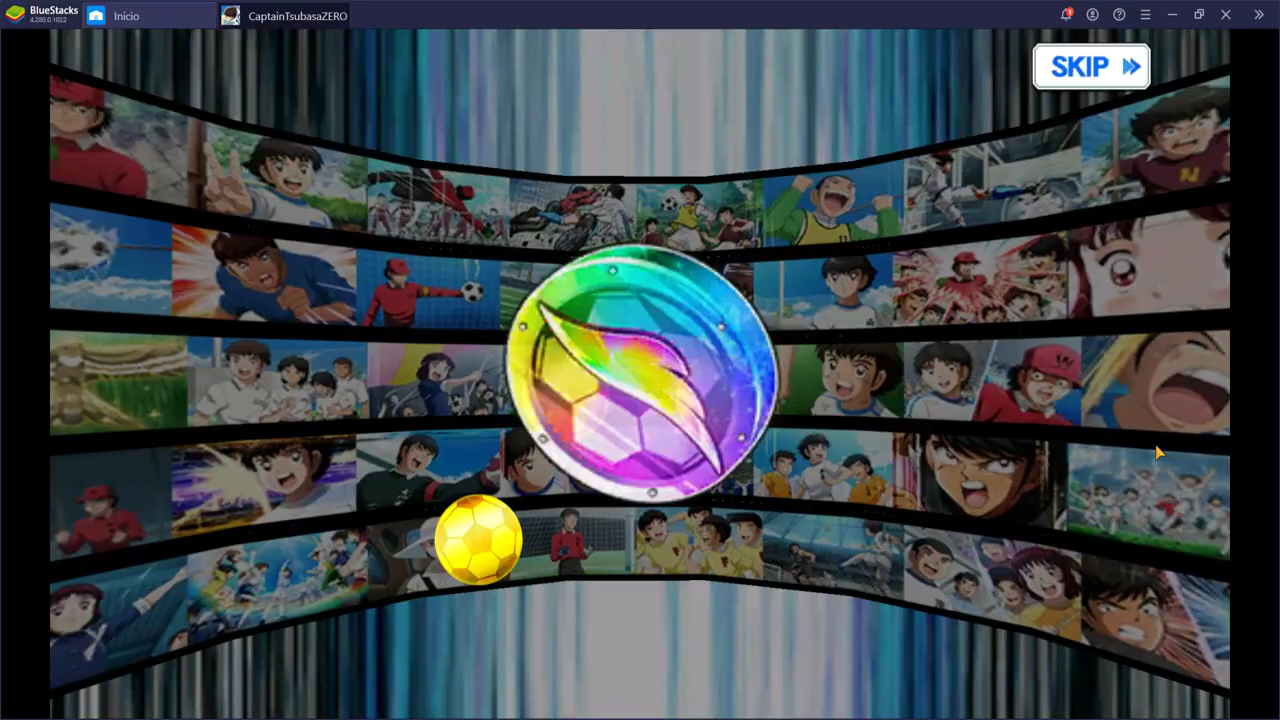 BlueStacks
4.280.0.1022
Inicio
CaptainTsubasaZERO
SKIP